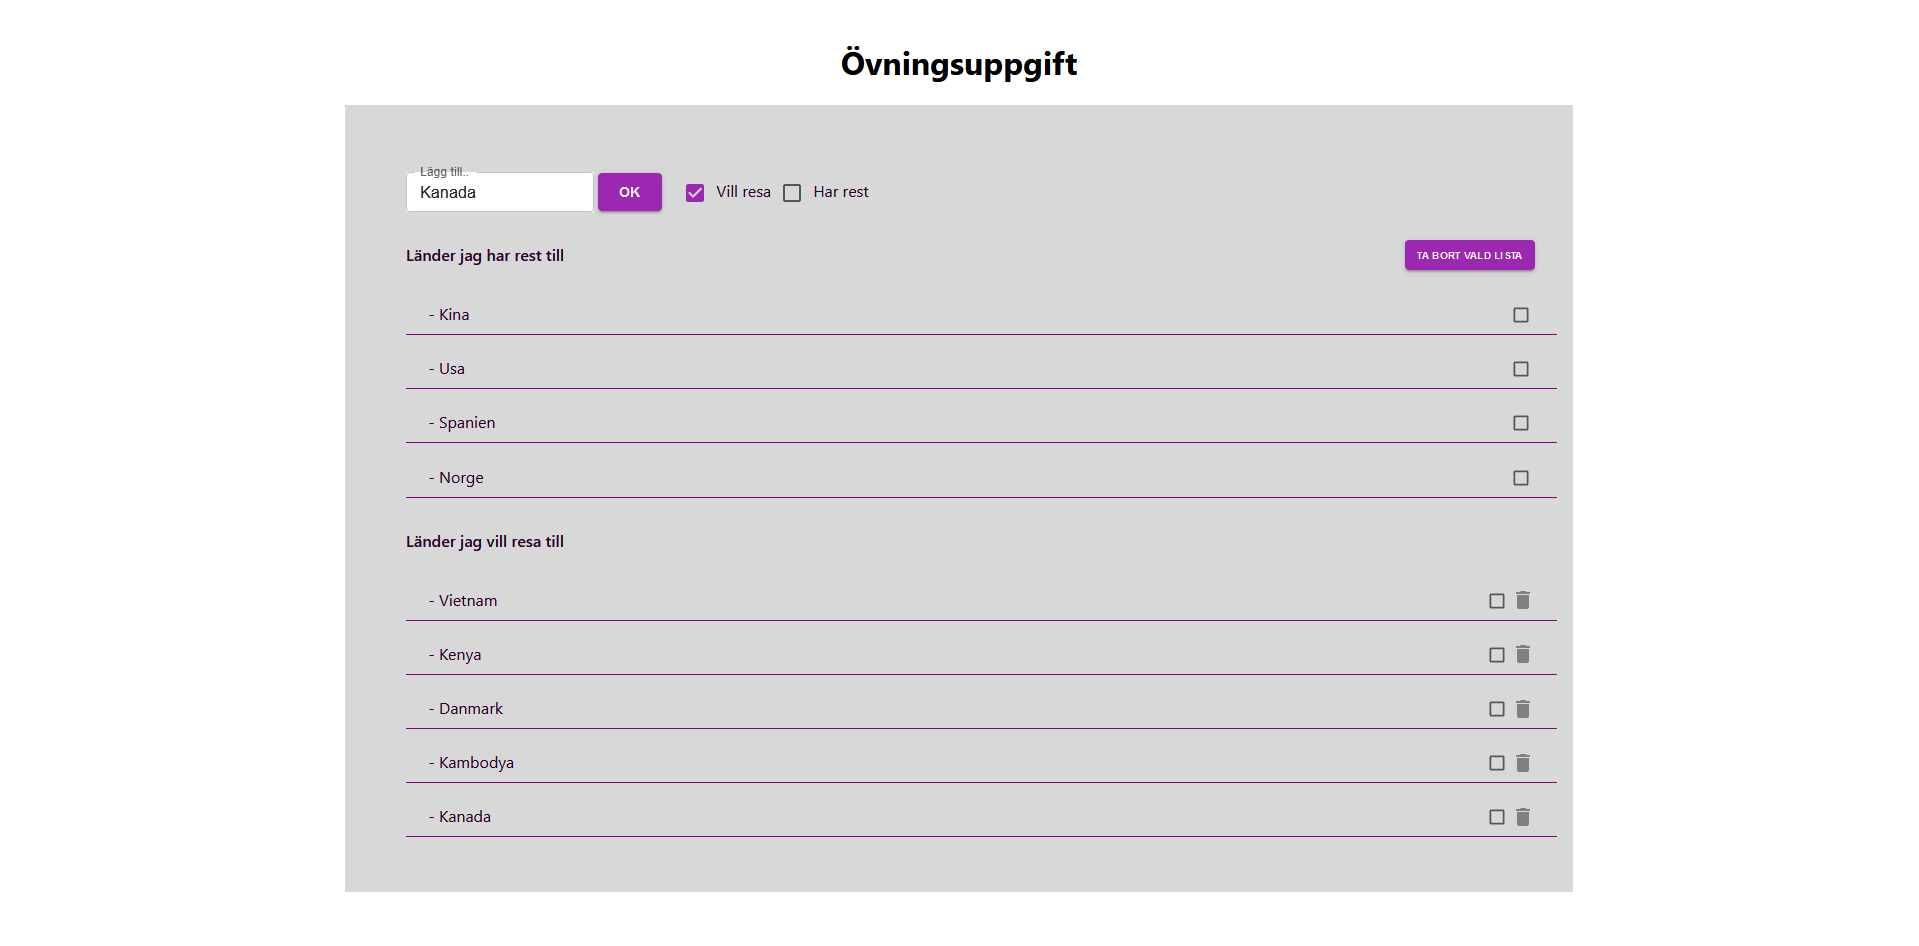 Övningsuppgift
Lägg till..
Kanada OK Vill resa Har rest
Länder jag har rest till TA BORT VALD LISTA
- Kina
- Usa
- Spanien
- Norge
Länder jag vill resa till
- Vietnam
- Kenya
- Danmark
- Kambodya
- Kanada